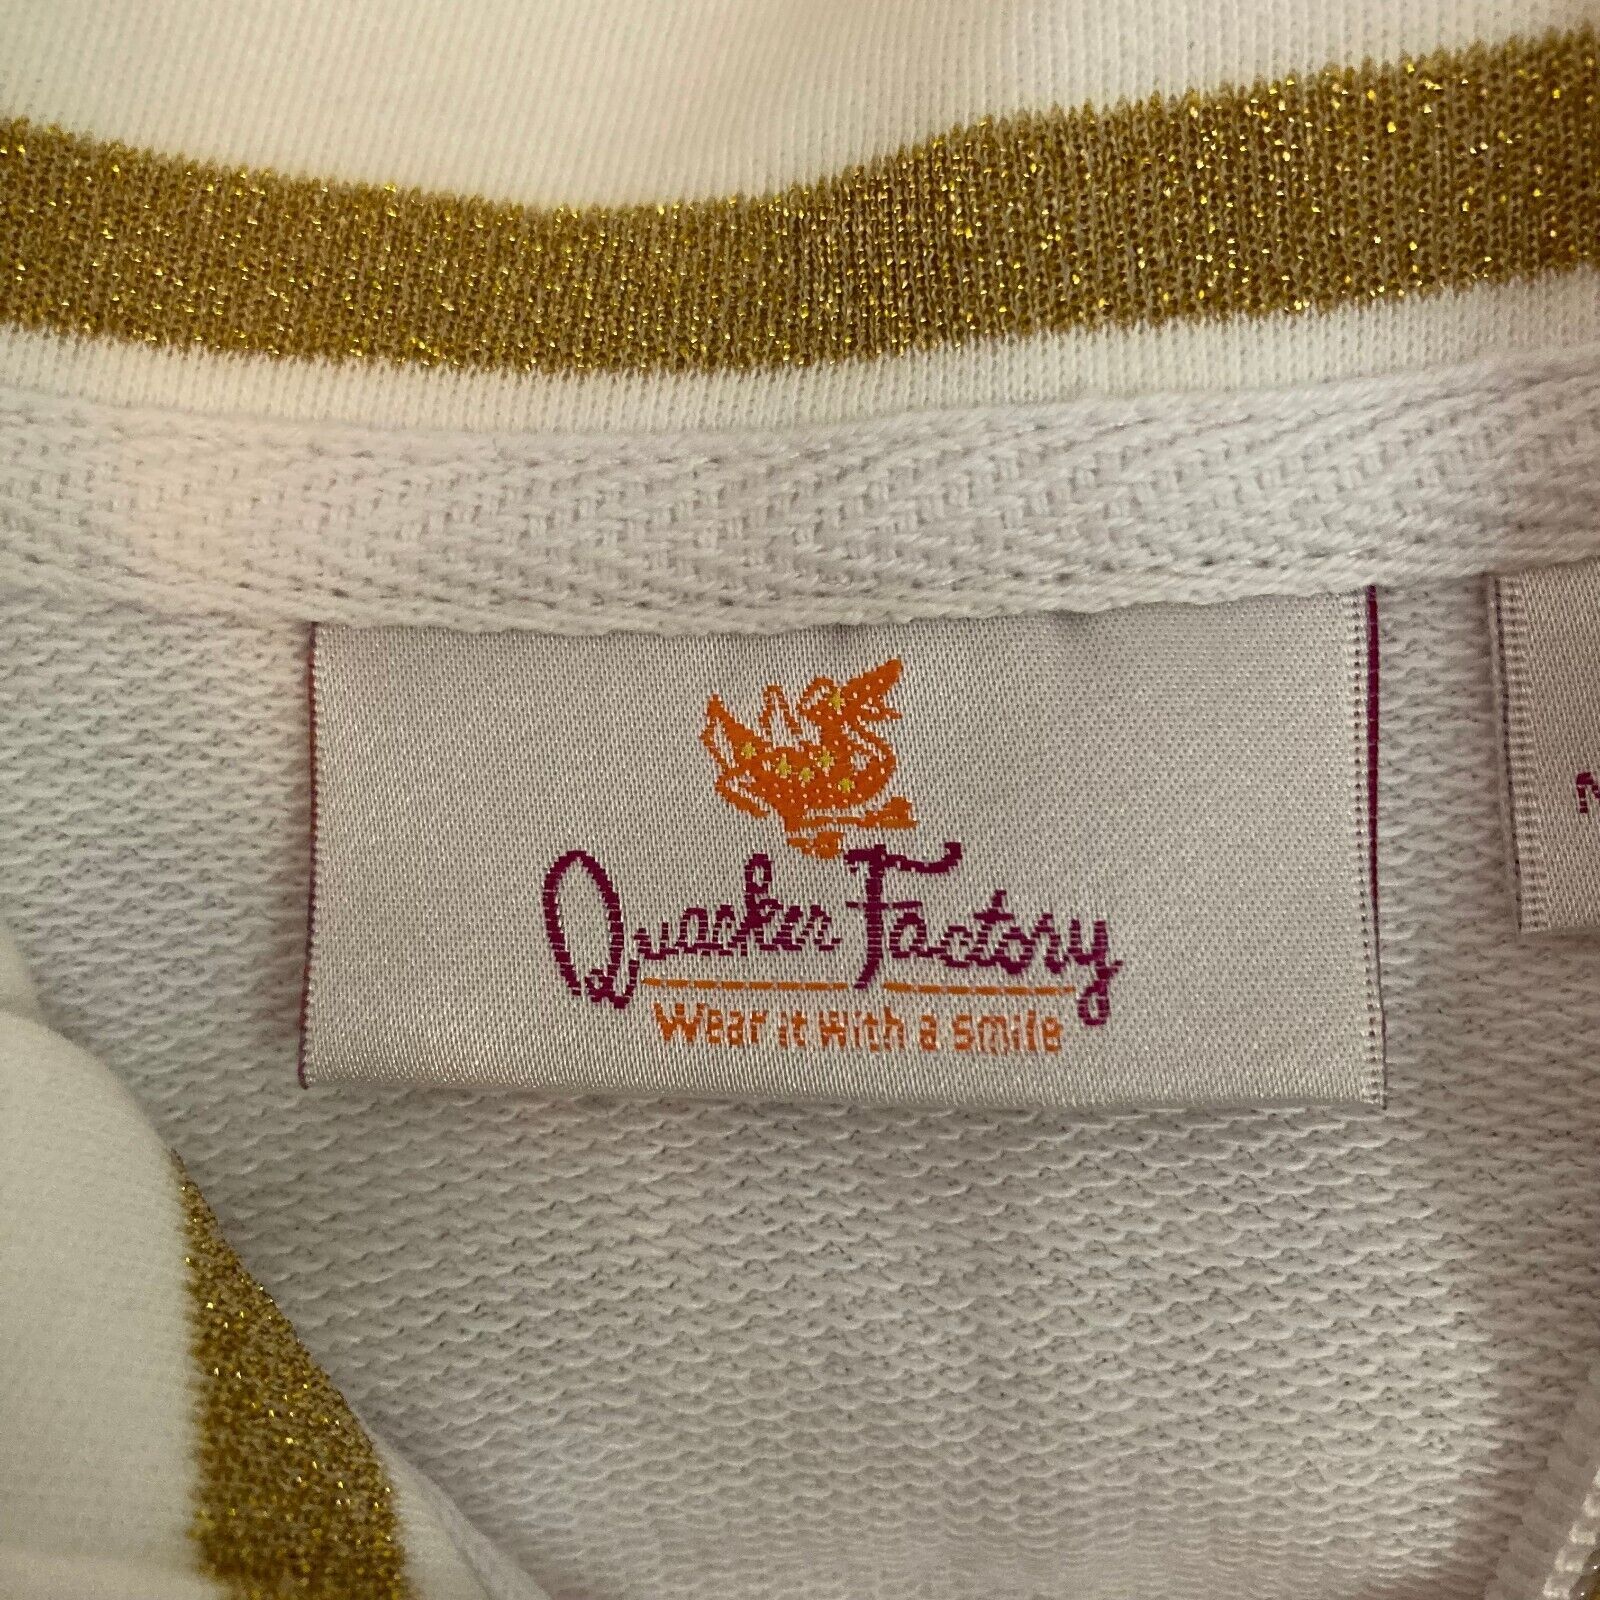 Quacker Factory
Wear it with a smile